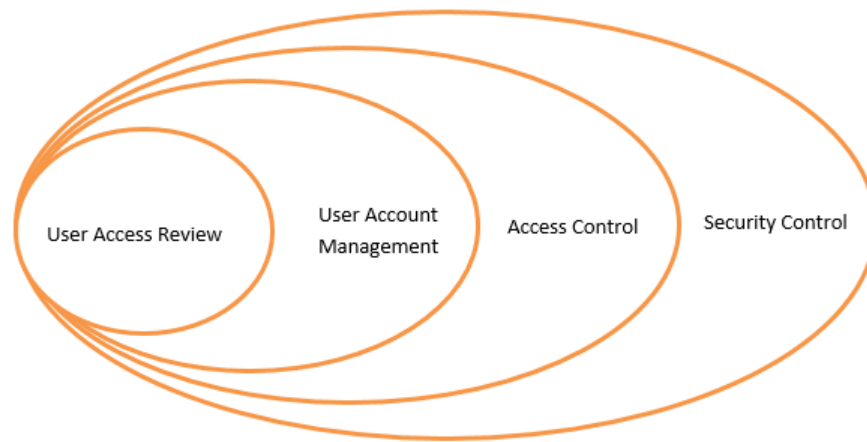 User Access Review
User Account
Management
Access Control
Security Control